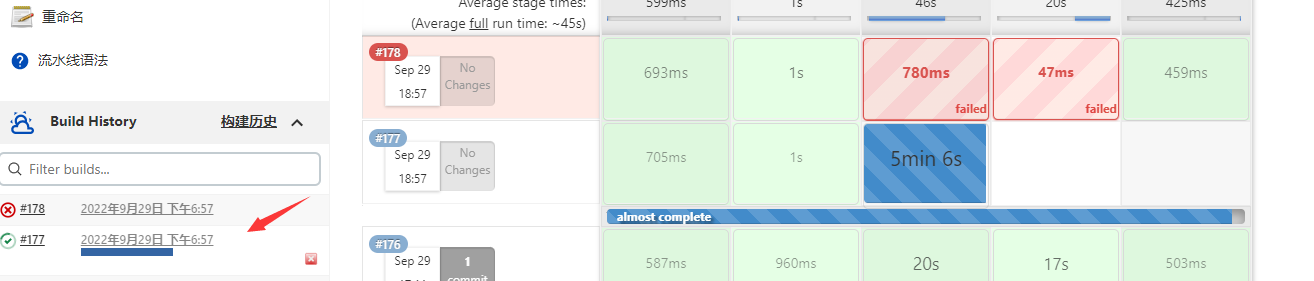 重命名
流水线语法
Build History
构建历史
Filter builds...
#178
2022年9月29日 下午6:57
#177
2022年9月29日 下午6:57
Average stage times:
(Average full run time: ~45s)
599ms
1s
46s
20s
425ms
#178
Sep 29
18:57
No
Changes
693ms
1s
780ms
failed
47ms
failed
459ms
#177
Sep 29
18:57
No
Changes
705ms
1s
5min 6s
almost complete
#176
Sep 29
1
commit
587ms
960ms
20s
17s
503ms